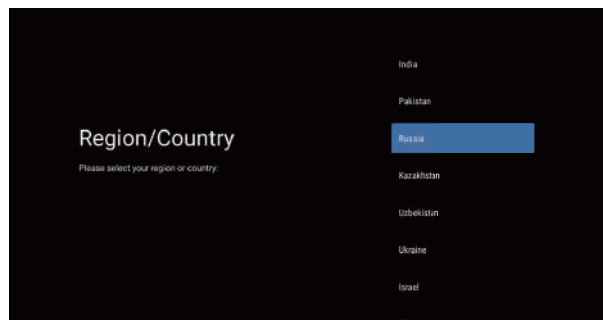 Region/Country
Please select your region or country:
India
Pakistan
Russia
Kazakhstan
Uzbekistan
Ukraine
Israel